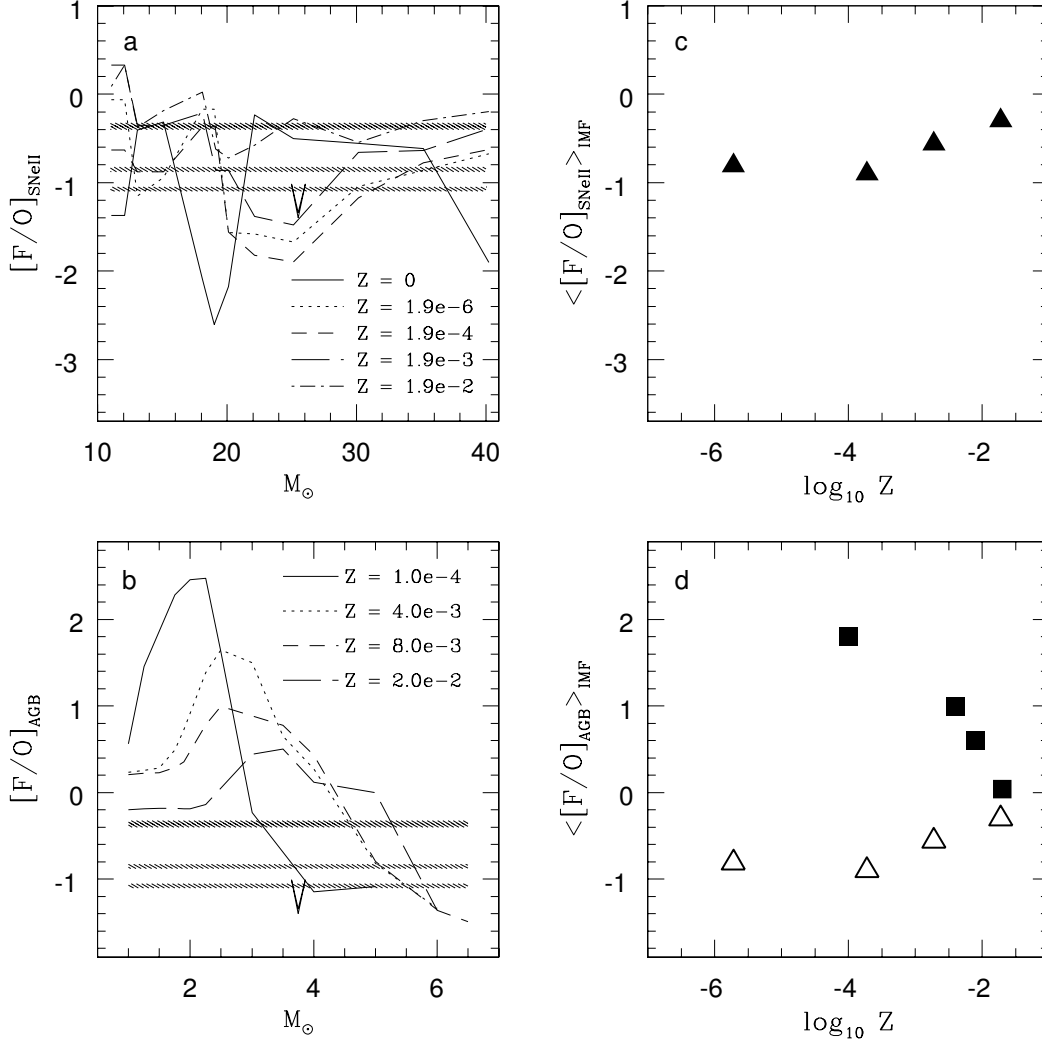 a
1
0
-1
-2
-3
[F/O]SNeII
Z = 0
Z = 1.9e-6
Z = 1.9e-4
Z = 1.9e-3
Z = 1.9e-2
10
20
30
40
M⊙
c
1
0
-1
-2
-3
<[F/O]SNeII>IMF
-6
-4
-2
log10 Z
b
2
1
0
-1
[F/O]AGB
Z = 1.0e-4
Z = 4.0e-3
Z = 8.0e-3
Z = 2.0e-2
2
4
6
M⊙
d
2
1
0
-1
<[F/O]AGB>IMF
-6
-4
-2
log10 Z